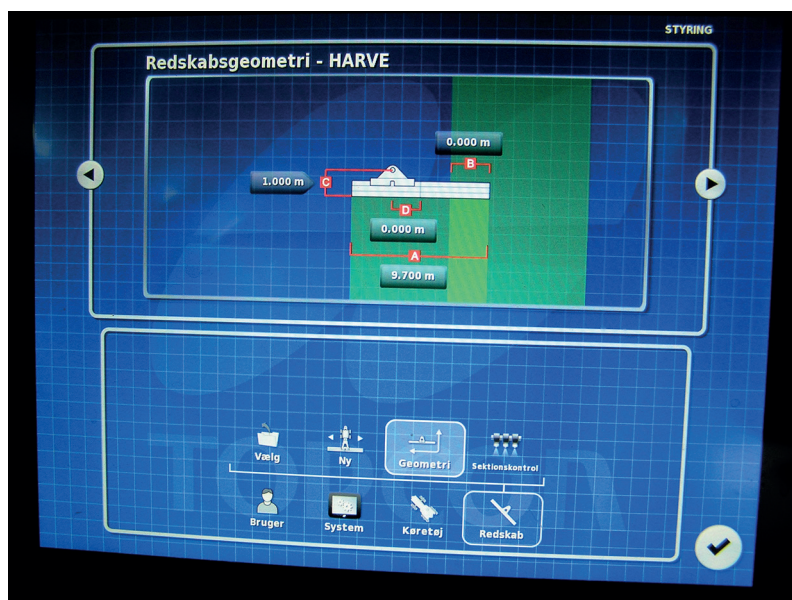 STYRING
Redskabsgeometri - HARVE
0.000 m
B
1.000 m
C
D
0.000 m
A
9.700 m
Vælg
Ny
Geometri
Sektionskontrol
TOPCON
Bruger
System
Køretøj
Redskab